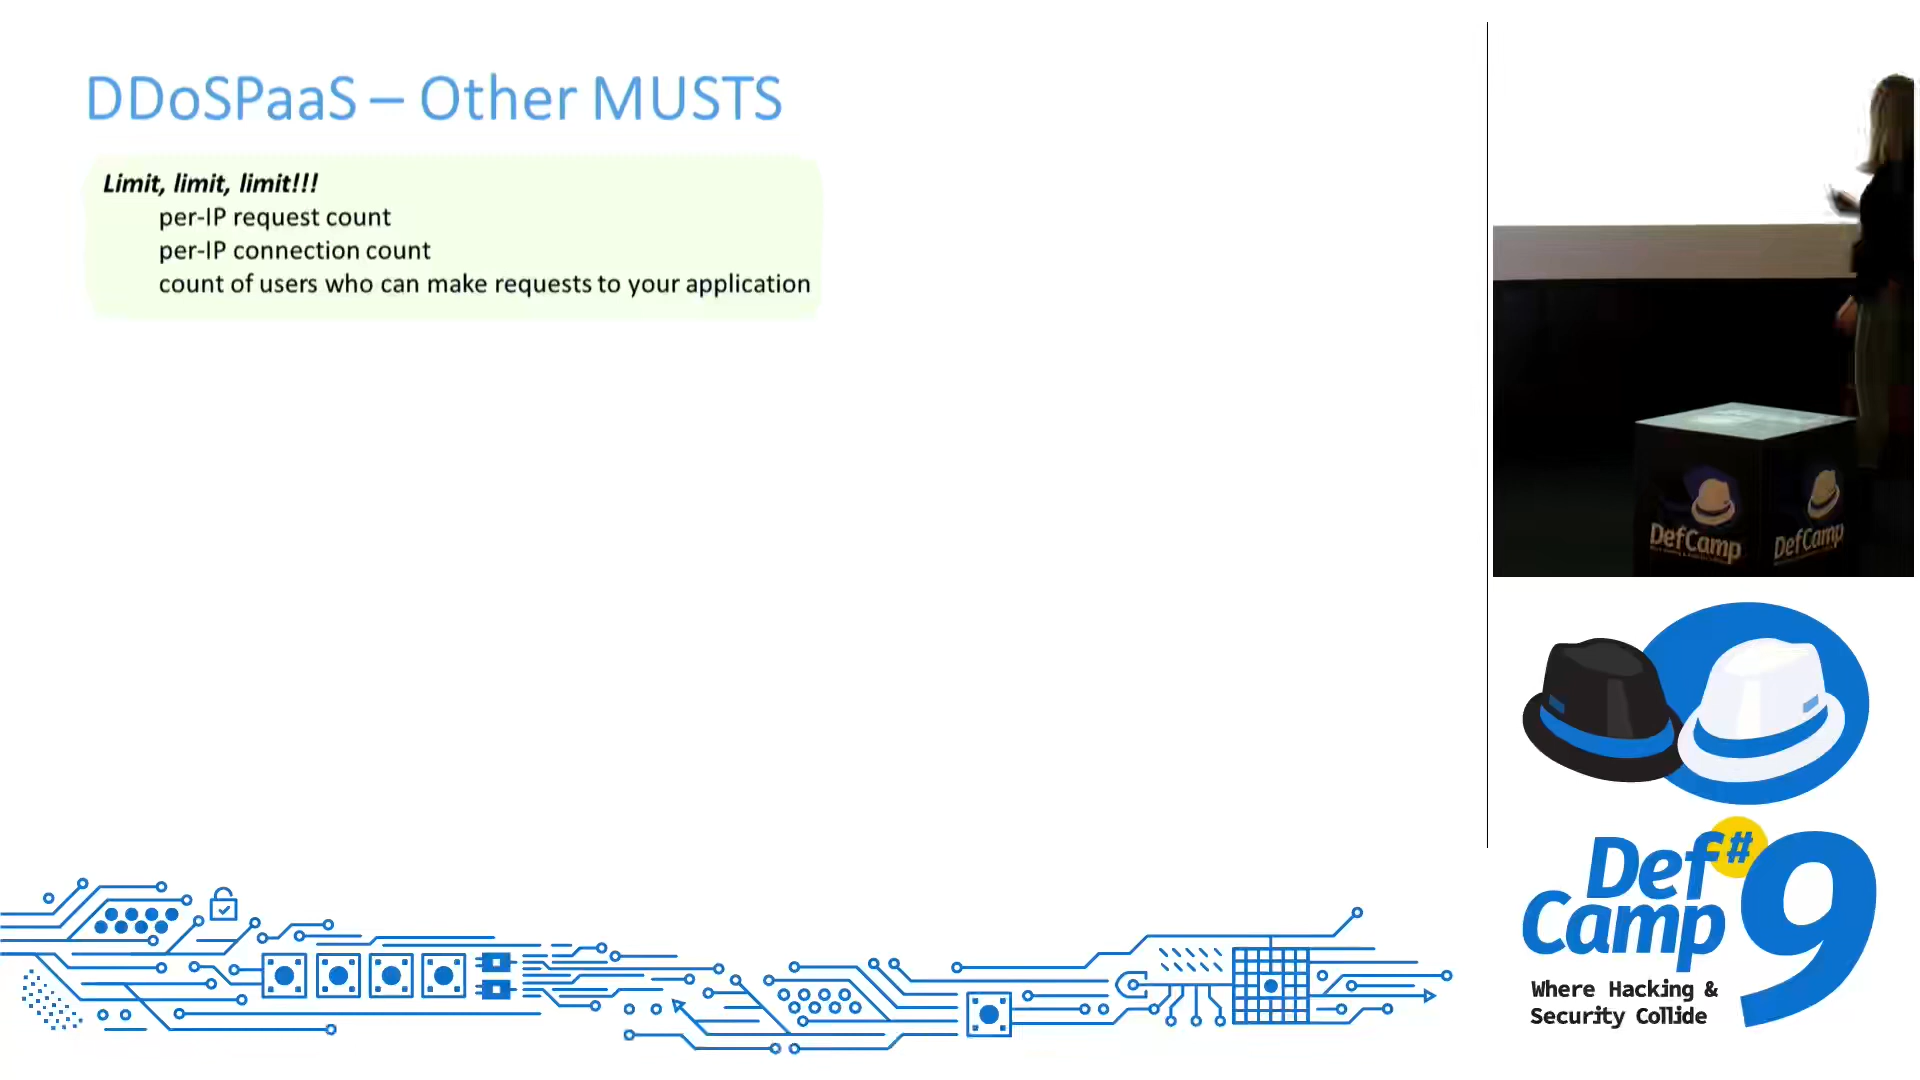 DDoSPaaS – Other MUSTS
Limit, limit, limit!!!
per-IP request count
per-IP connection count
count of users who can make requests to your application
DefCamp
DefCamp
Def#
Camp 9
Where Hacking &
Security Collide